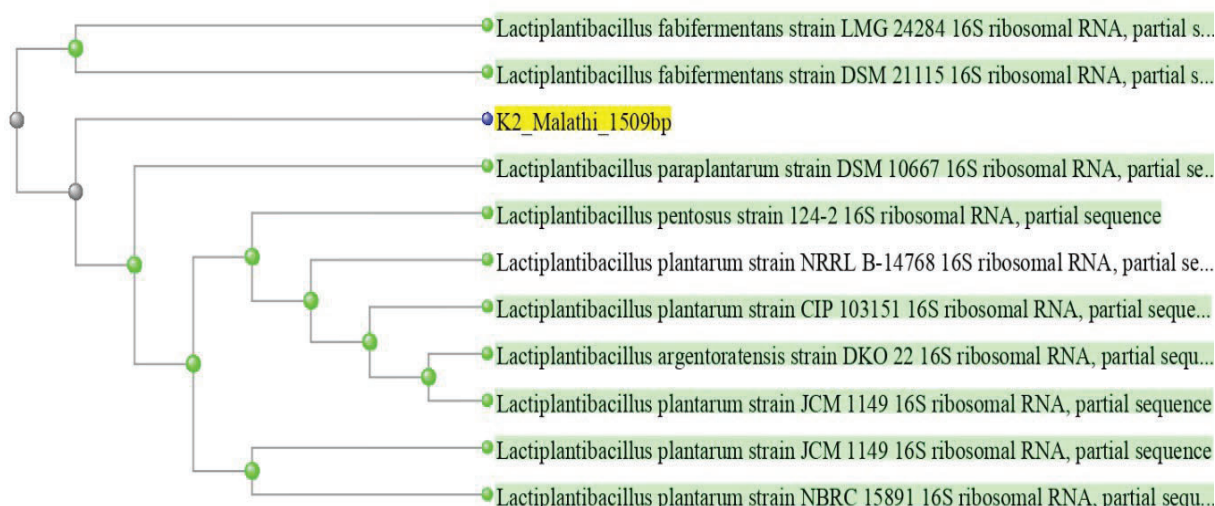 Lactiplantibacillus fabifermentans strain LMG 24284 16S ribosomal RNA, partial s...
Lactiplantibacillus fabifermentans strain DSM 21115 16S ribosomal RNA, partial s...
K2_Malathi_1509bp
Lactiplantibacillus paraplantarum strain DSM 10667 16S ribosomal RNA, partial se...
Lactiplantibacillus pentosus strain 124-2 16S ribosomal RNA, partial sequence
Lactiplantibacillus plantarum strain NRRL B-14768 16S ribosomal RNA, partial se...
Lactiplantibacillus plantarum strain CIP 103151 16S ribosomal RNA, partial seque...
Lactiplantibacillus argentoratensis strain DKO 22 16S ribosomal RNA, partial sequ...
Lactiplantibacillus plantarum strain JCM 1149 16S ribosomal RNA, partial sequence
Lactiplantibacillus plantarum strain JCM 1149 16S ribosomal RNA, partial sequence
Lactiplantibacillus plantarum strain NBRC 15891 16S ribosomal RNA, partial sequ...